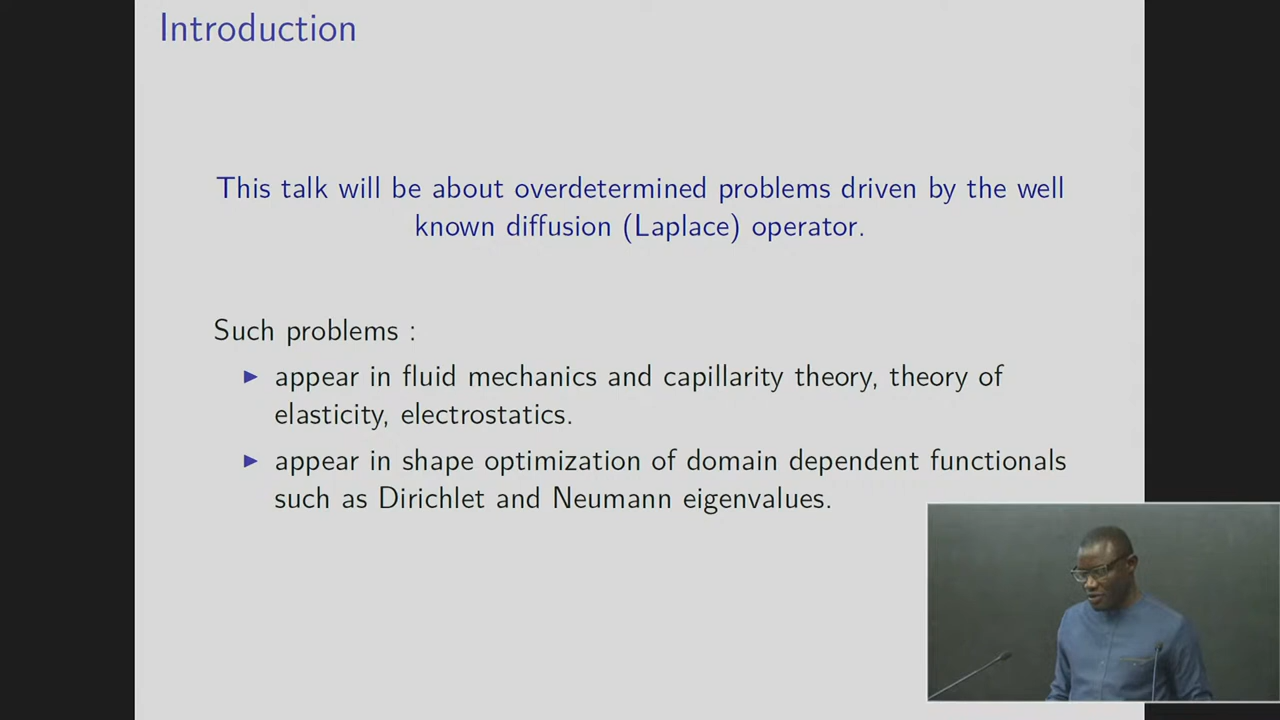 Introduction
This talk will be about overdetermined problems driven by the well
known diffusion (Laplace) operator.
Such problems :
▶ appear in fluid mechanics and capillarity theory, theory of
elasticity, electrostatics.
▶ appear in shape optimization of domain dependent functionals
such as Dirichlet and Neumann eigenvalues.